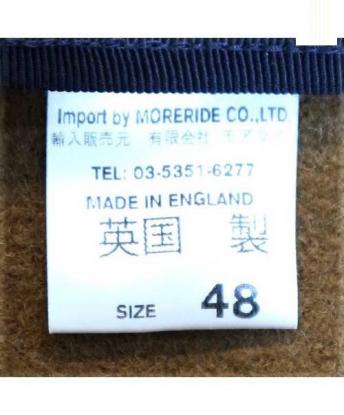 Import by MORERIDE CO.,LTD
輸入販売元 有限会社 モアライド
TEL: 03-5351-6277
MADE IN ENGLAND
英国 製
SIZE 48